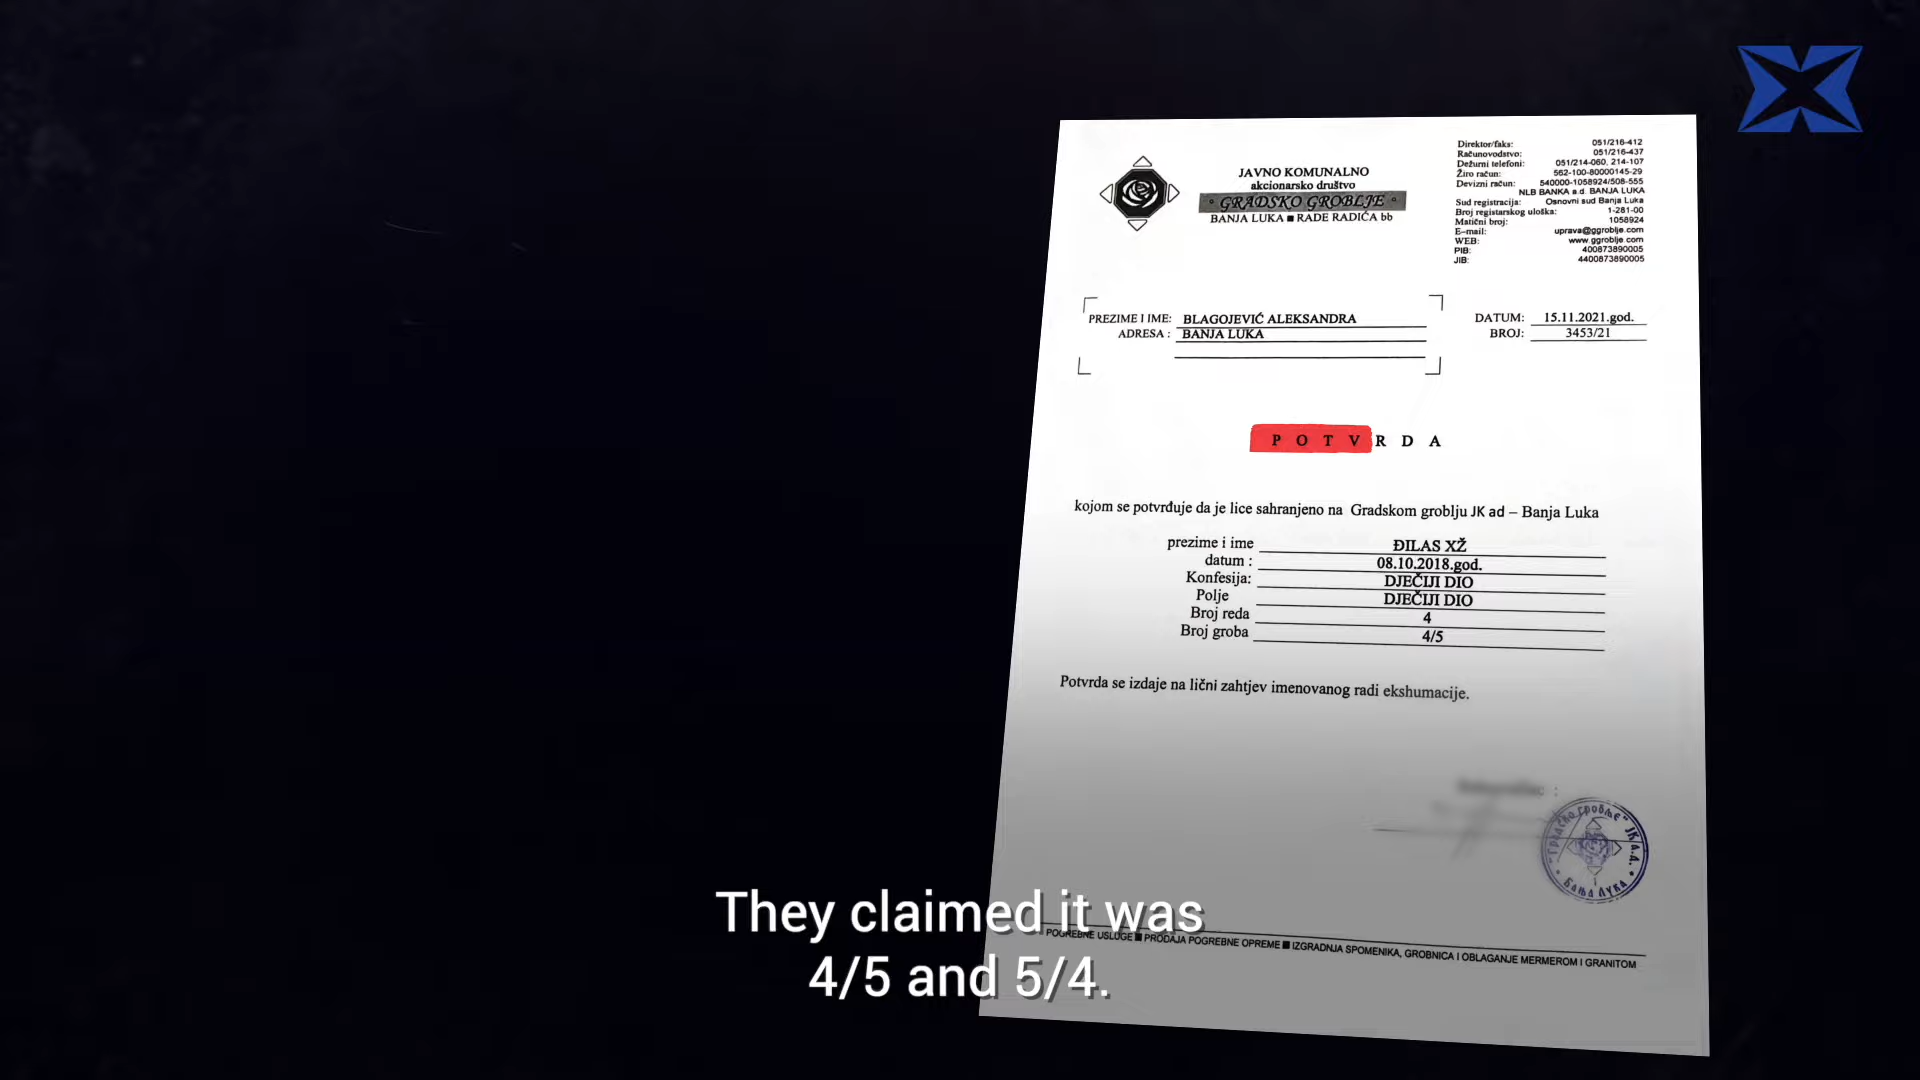 JAVNO KOMUNALNO
akcionarsko društvo
GRADSKO GROBLJE
BANJA LUKA ■ RADE RADIĆA bb
Direktor/faks: 051/216-412
Računovodstvo: 051/216-437
Dežurni telefoni: 051/214-060, 214-107
Žiro račun: 562-100-80000145-29
Devizni račun: 540000-1058924/508-555
NLB BANKA a.d. BANJA LUKA
Sud registracija: Osnovni sud Banja Luka
Broj registarskog uloška: 1-281-00
Matični broj: 1058924
E-mail: uprava@ggroblje.com
WEB: www.ggroblje.com
PIB: 400873890005
JIB: 4400873890005
PREZIME I IME: BLAGOJEVIĆ ALEKSANDRA
ADRESA : BANJA LUKA
DATUM: 15.11.2021.god.
BROJ: 3453/21
P O T V R D A
kojom se potvrđuje da je lice sahranjeno na Gradskom groblju JK ad – Banja Luka
prezime i ime ĐILAS XŽ
datum : 08.10.2018.god.
Konfesija: DJEČIJI DIO
Polje DJEČIJI DIO
Broj reda 4
Broj groba 4/5
Potvrda se izdaje na lični zahtjev imenovanog radi ekshumacije.
"Градско гробље" ЈК а.д.
Бања Лука
They claimed it was
4/5 and 5/4.
POGREBNE USLUGE ■ PRODAJA POGREBNE OPREME ■ IZGRADNJA SPOMENIKA, GROBNICA I OBLAGANJE MERMEROM I GRANITOM